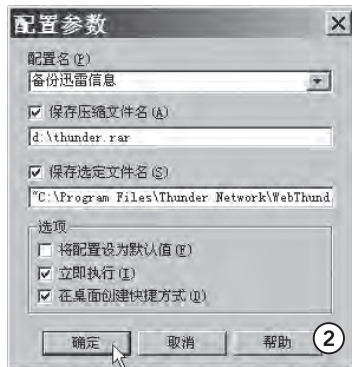 配置参数
配置名(P)
备份迅雷信息
保存压缩文件名(A)
d:\thunder.rar
保存选定文件名(S)
"C:\Program Files\Thunder Network\WebThund
选项
将配置设为默认值(F)
立即执行(I)
在桌面创建快捷方式(D)
确定 取消 帮助 2